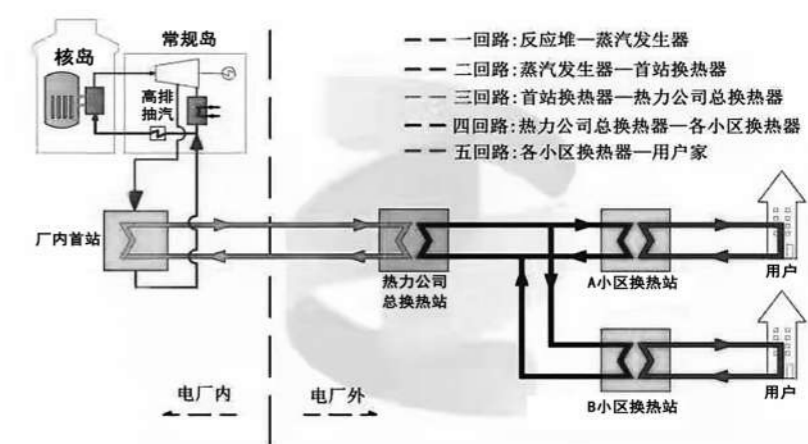 常规岛
核岛
高排
抽汽
一回路:反应堆—蒸汽发生器
二回路:蒸汽发生器—首站换热器
三回路:首站换热器—热力公司总换热器
四回路:热力公司总换热器—各小区换热器
五回路:各小区换热器—用户家
厂内首站
热力公司
总换热站
A小区换热站
用户
B小区换热站
用户
电厂内
电厂外